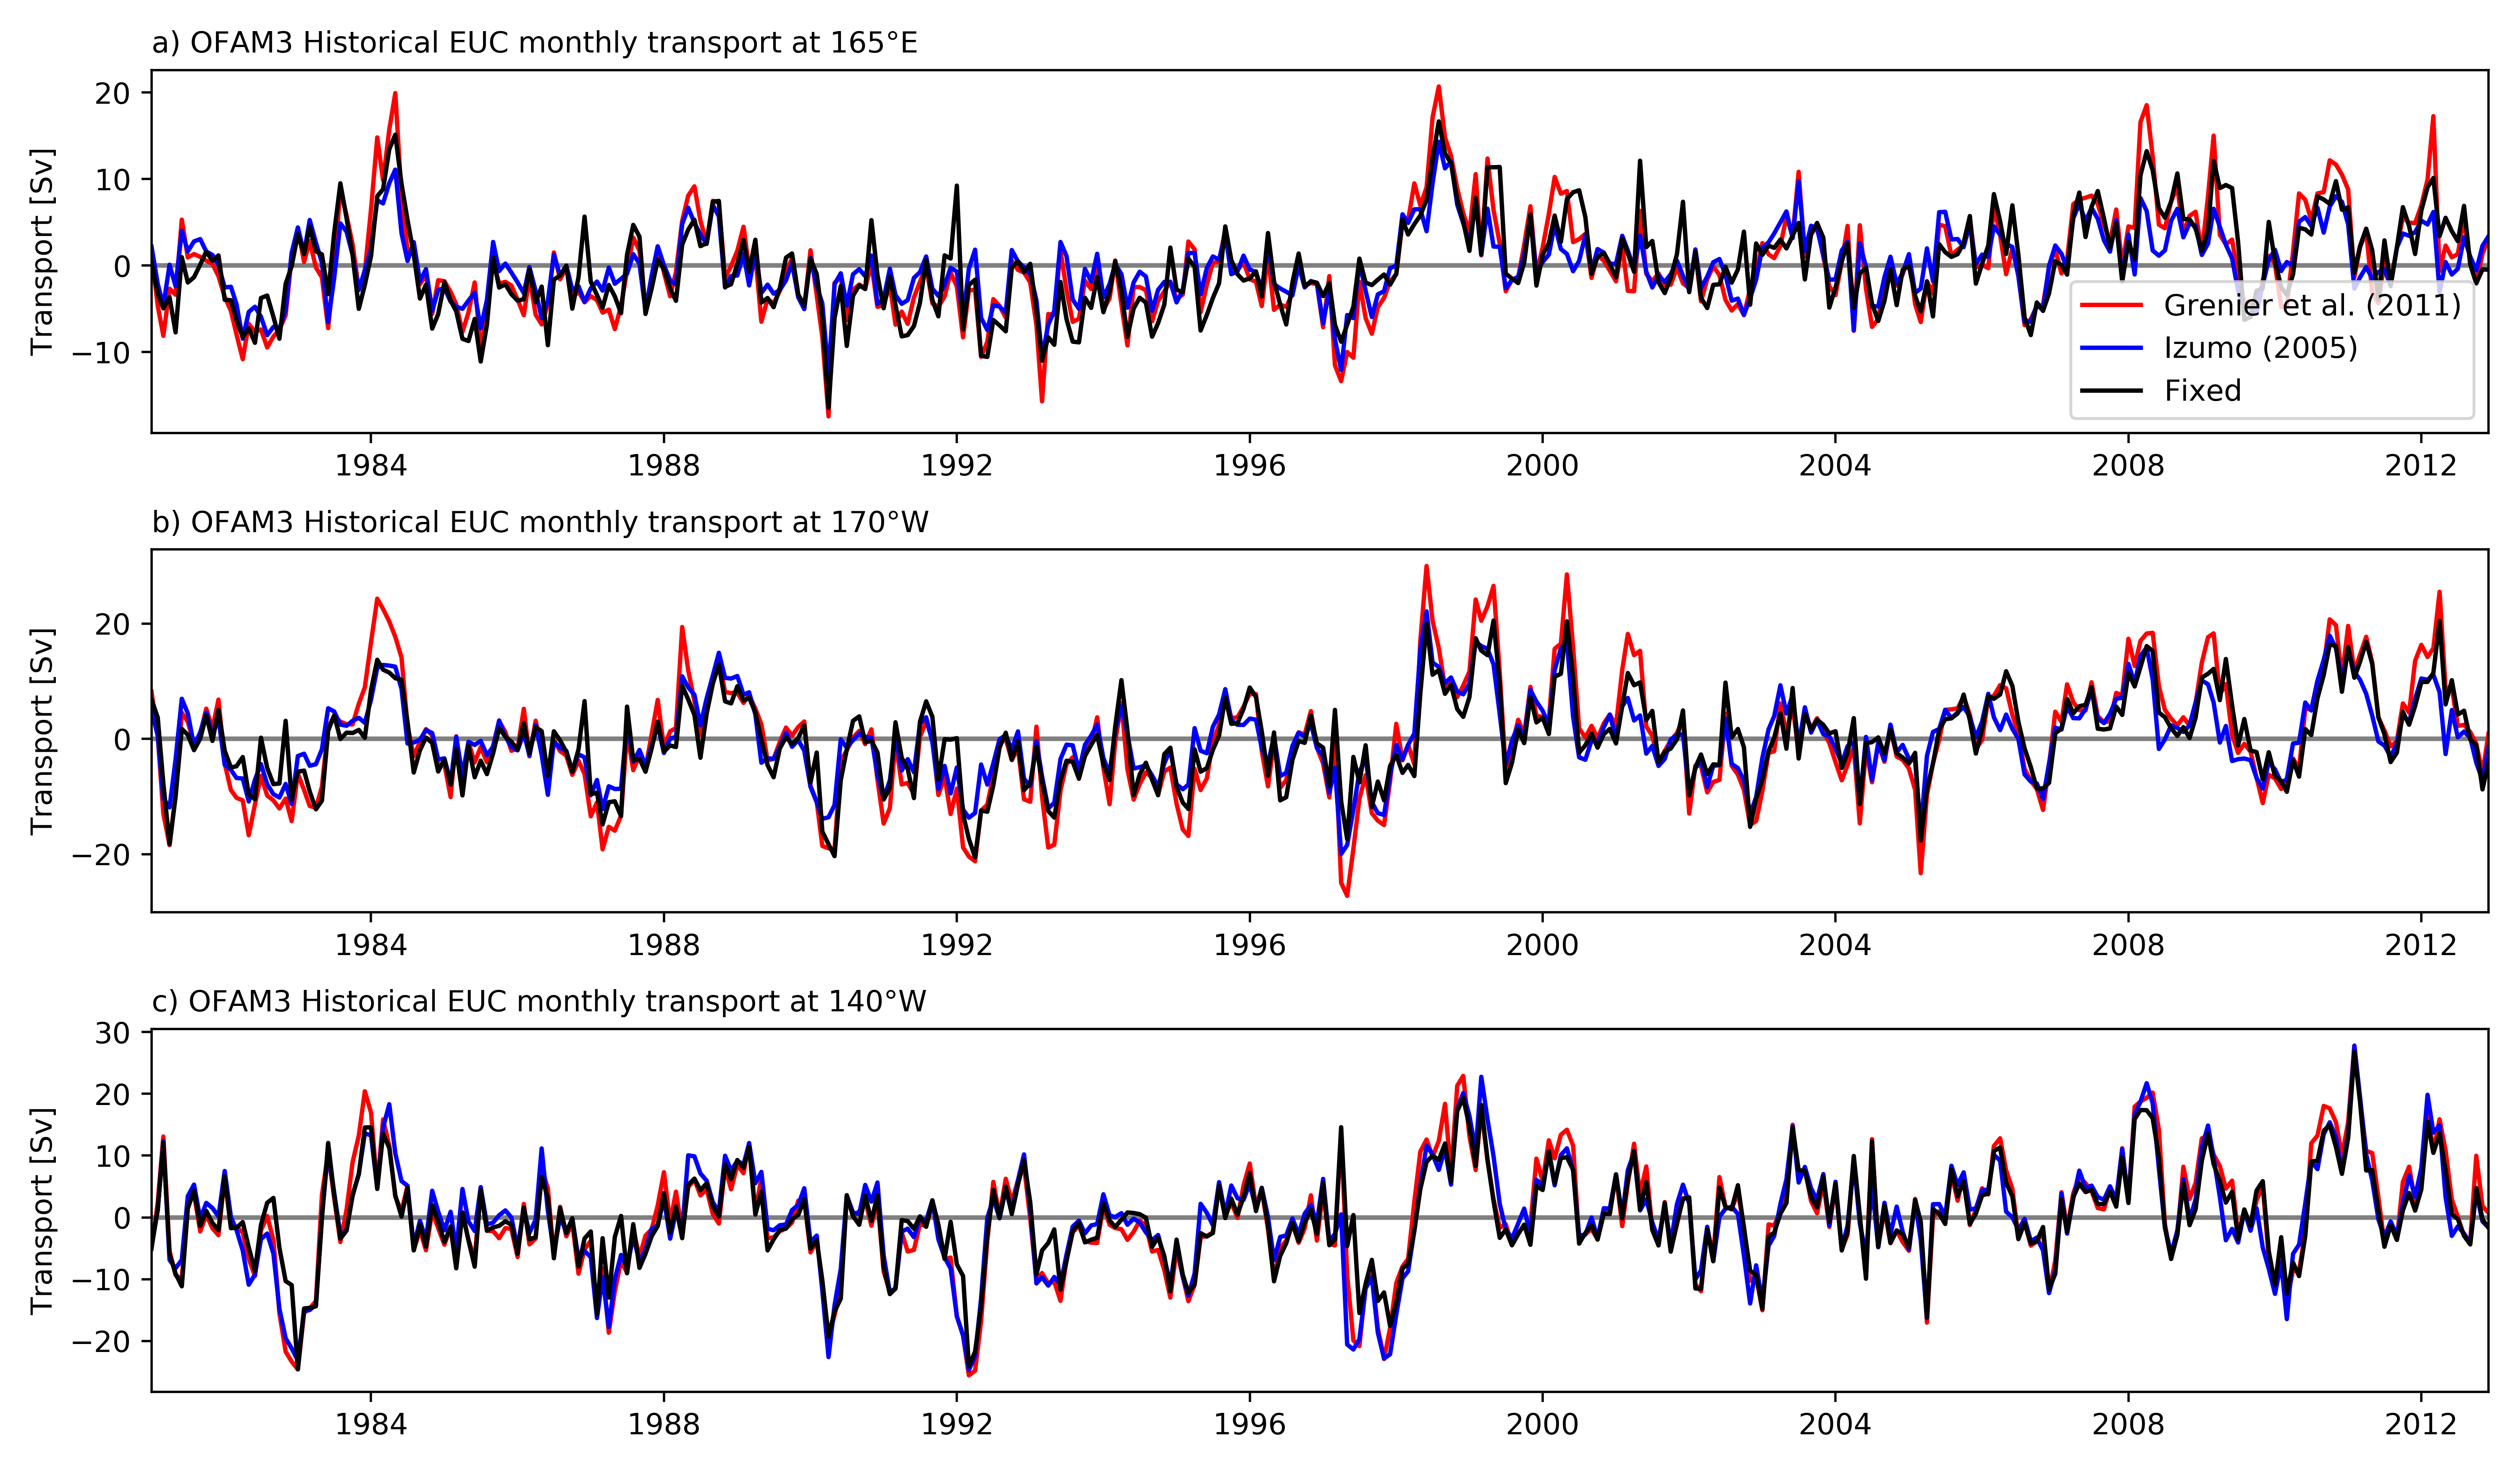 a) OFAM3 Historical EUC monthly transport at 165°E
Transport [Sv]
20
10
0
−10
1984 1988 1992 1996 2000 2004 2008 2012
Grenier et al. (2011)
Izumo (2005)
Fixed
b) OFAM3 Historical EUC monthly transport at 170°W
Transport [Sv]
20
0
−20
1984 1988 1992 1996 2000 2004 2008 2012
c) OFAM3 Historical EUC monthly transport at 140°W
Transport [Sv]
30
20
10
0
−10
−20
1984 1988 1992 1996 2000 2004 2008 2012